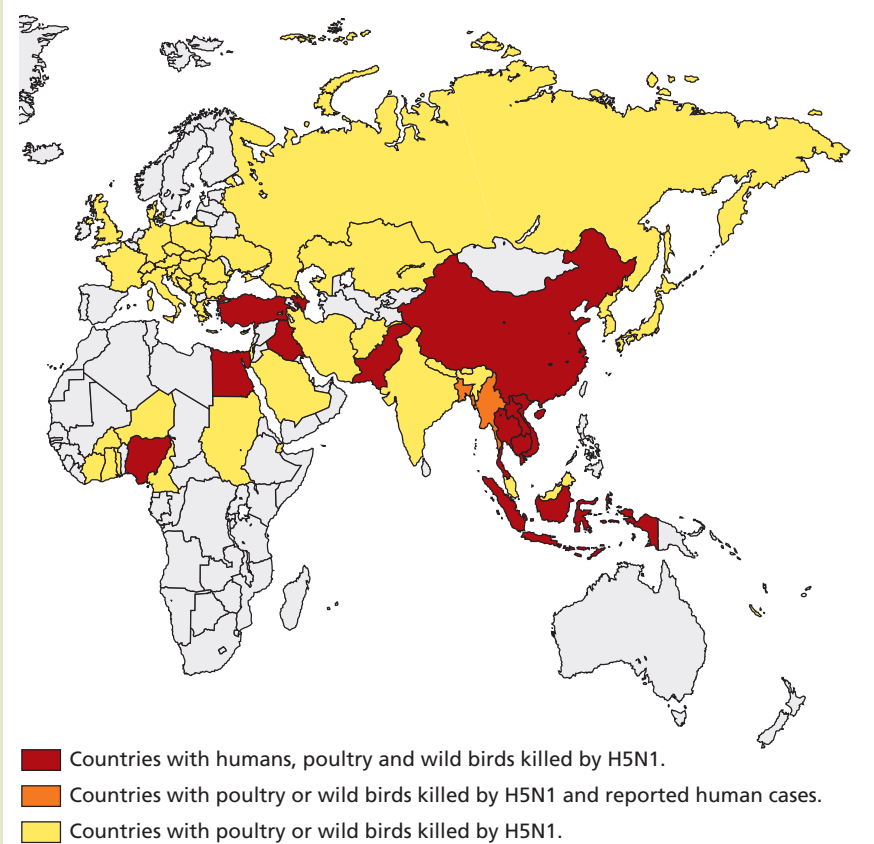 Countries with humans, poultry and wild birds killed by H5N1.
Countries with poultry or wild birds killed by H5N1 and reported human cases.
Countries with poultry or wild birds killed by H5N1.